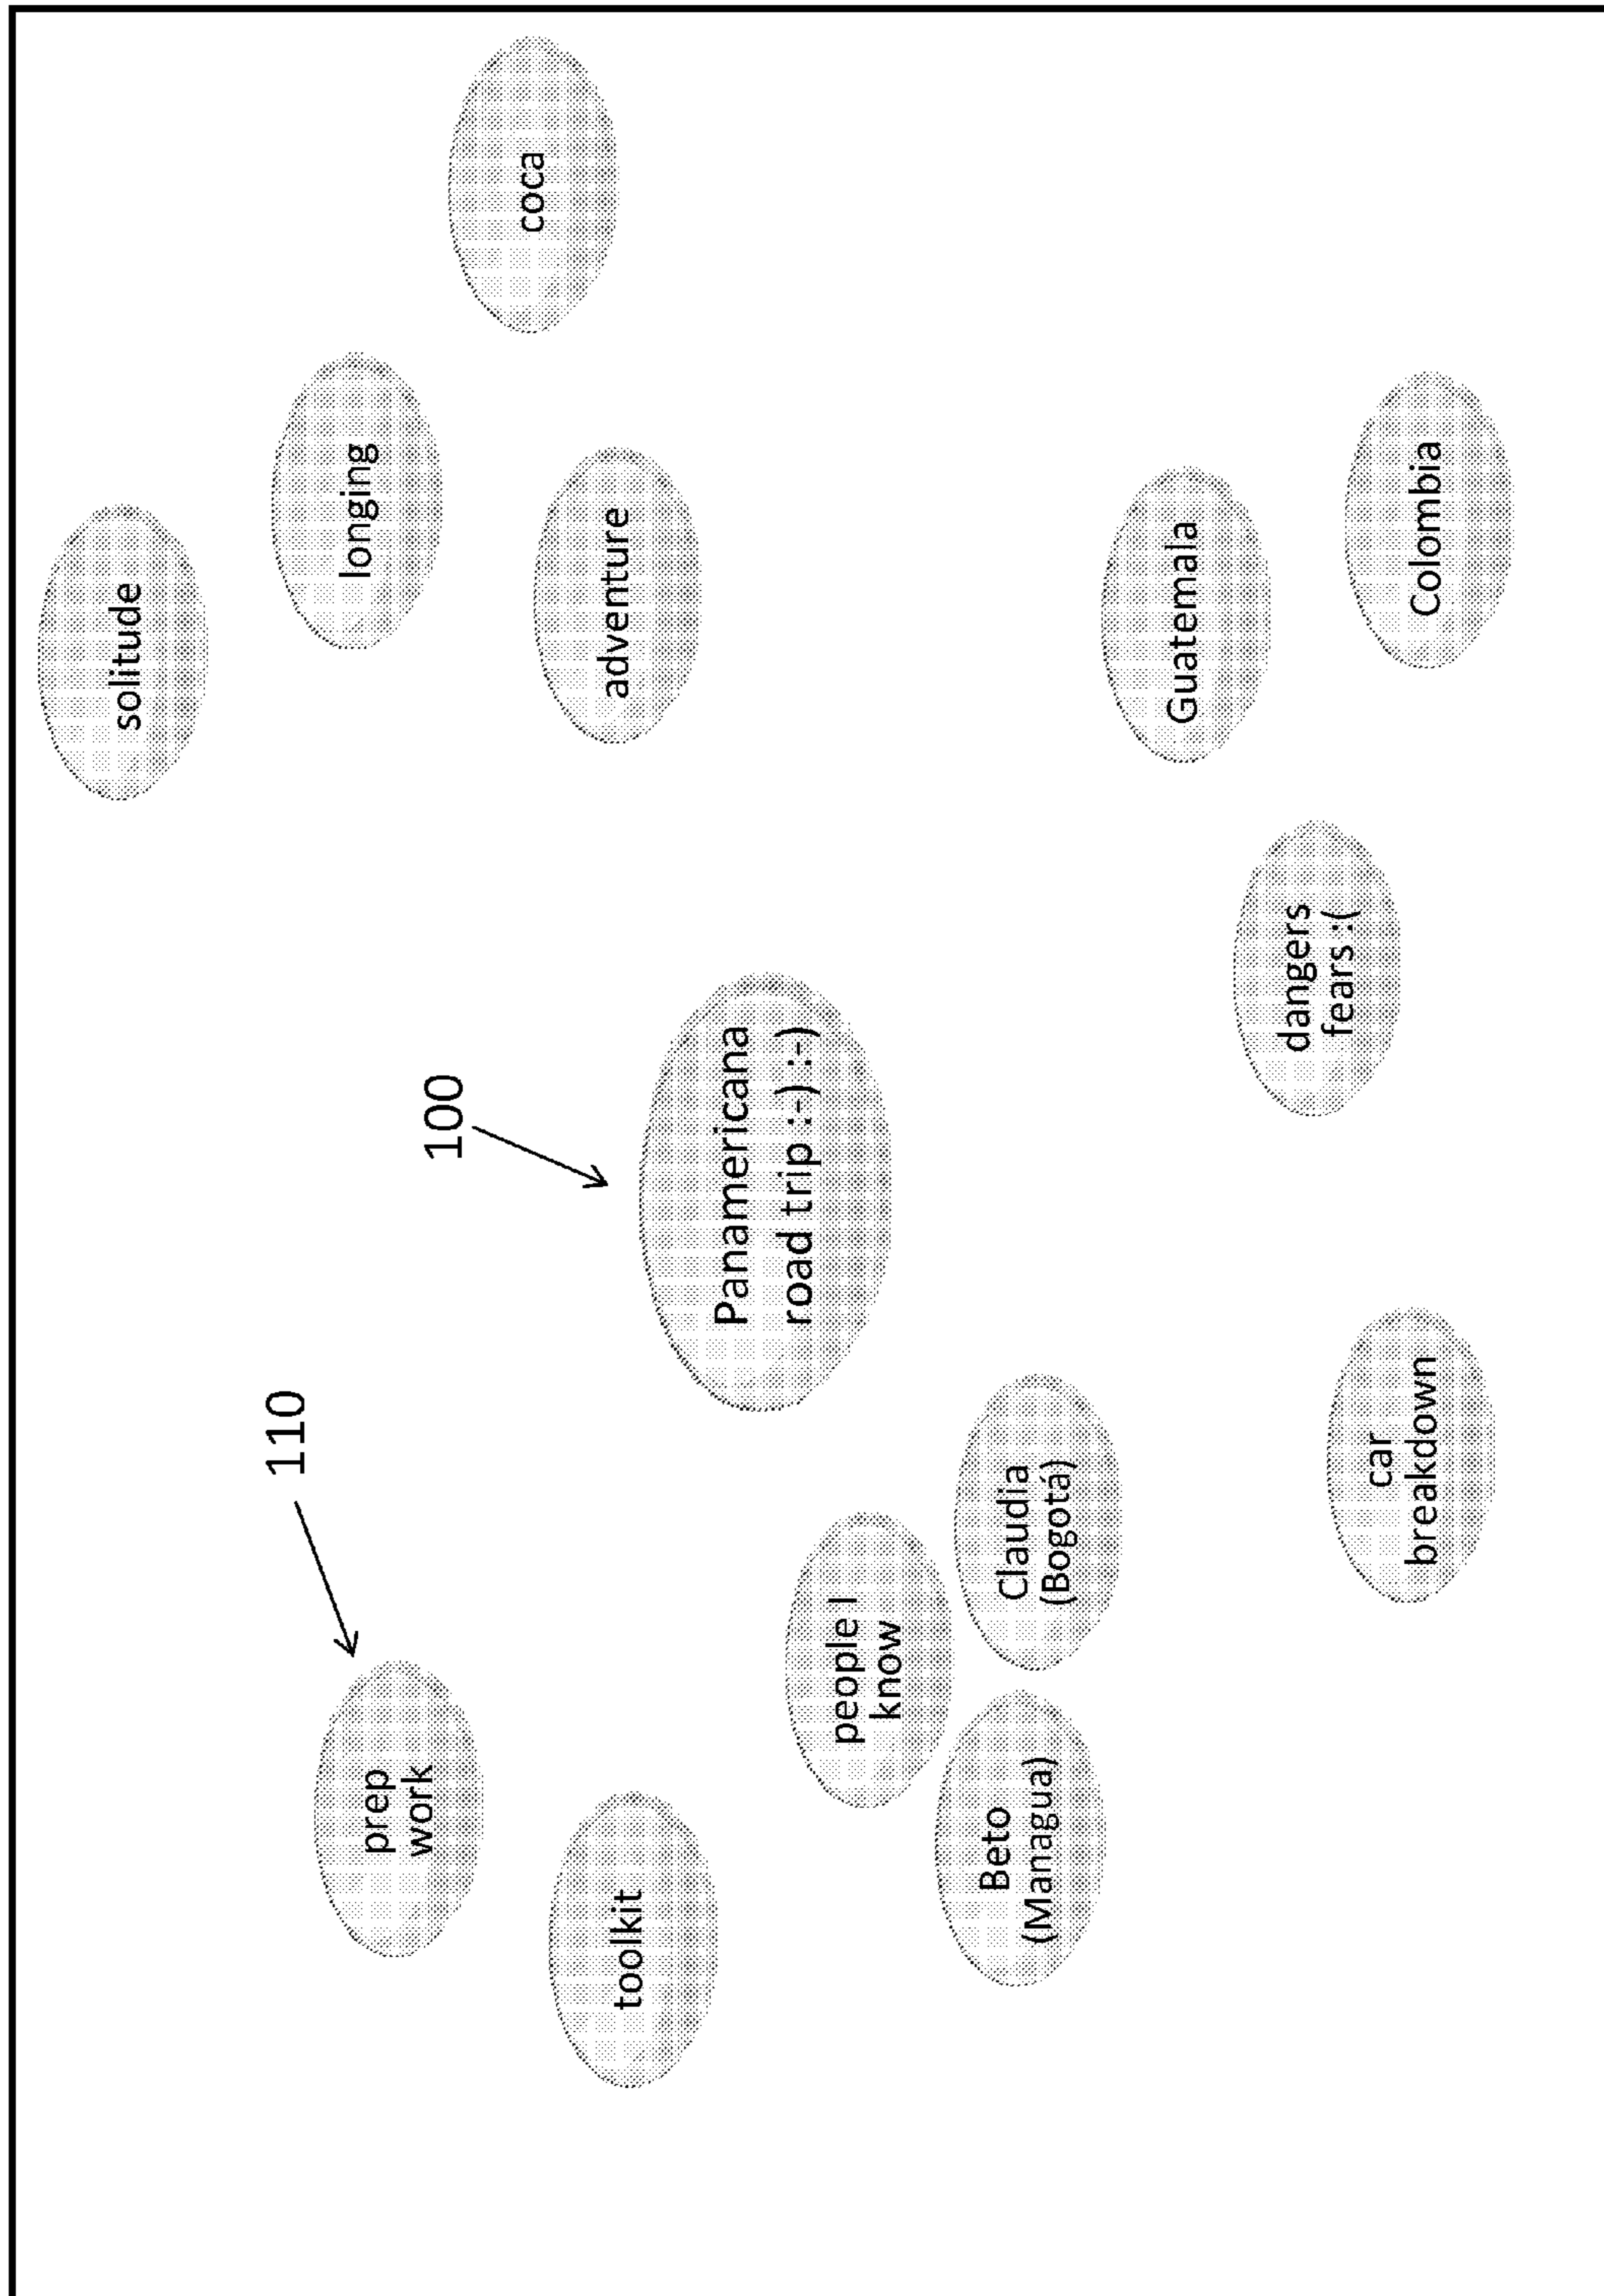 solitude
110
longing
prep
work
100
coca
adventure
toolkit
Panamericana
road trip :-) :-)
people I
know
Beto
(Managua)
Claudia
(Bogotá)
Guatemala
dangers
fears :(
car
breakdown
Colombia